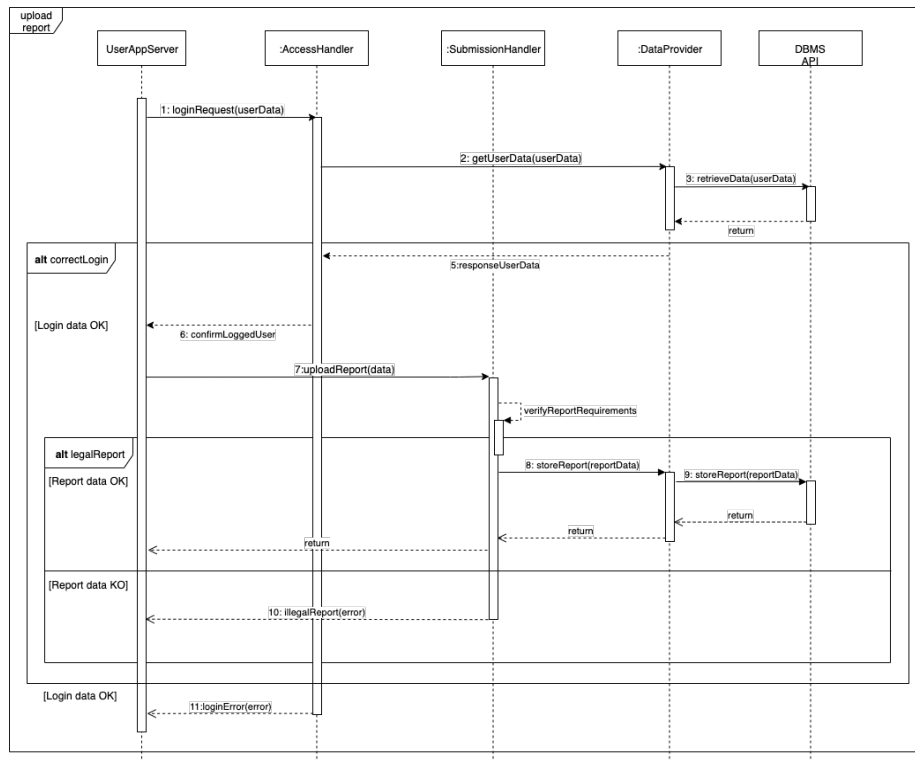 upload
report
UserAppServer
:AccessHandler
:SubmissionHandler
:DataProvider
DBMS
API
1: loginRequest(userData)
2: getUserData(userData)
3: retrieveData(userData)
return
alt correctLogin
5:responseUserData
[Login data OK]
6: confirmLoggedUser
7:uploadReport(data)
verifyReportRequirements
alt legalReport
8: storeReport(reportData)
9: storeReport(reportData)
[Report data OK]
return
return
return
[Report data KO]
10: illegalReport(error)
[Login data OK]
11:loginError(error)